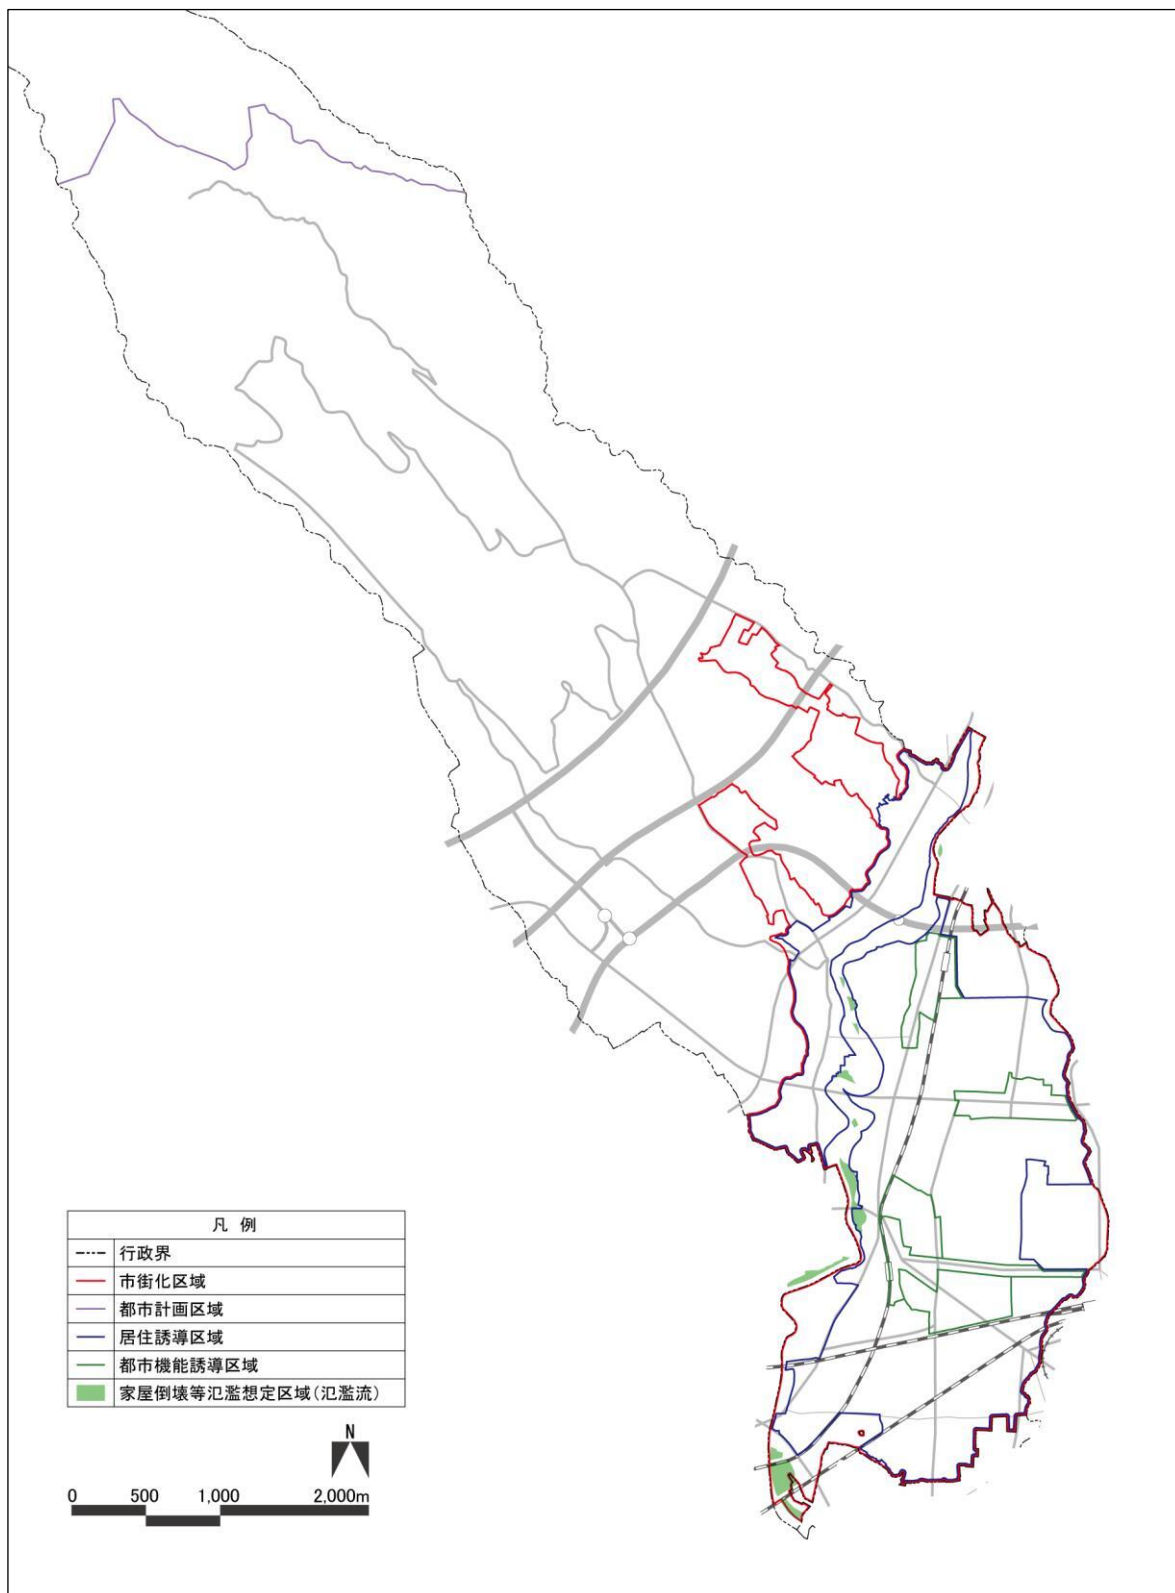 凡 例
行政界
市街化区域
都市計画区域
居住誘導区域
都市機能誘導区域
家屋倒壊等氾濫想定区域(氾濫流)
N
0 500 1,000 2,000m